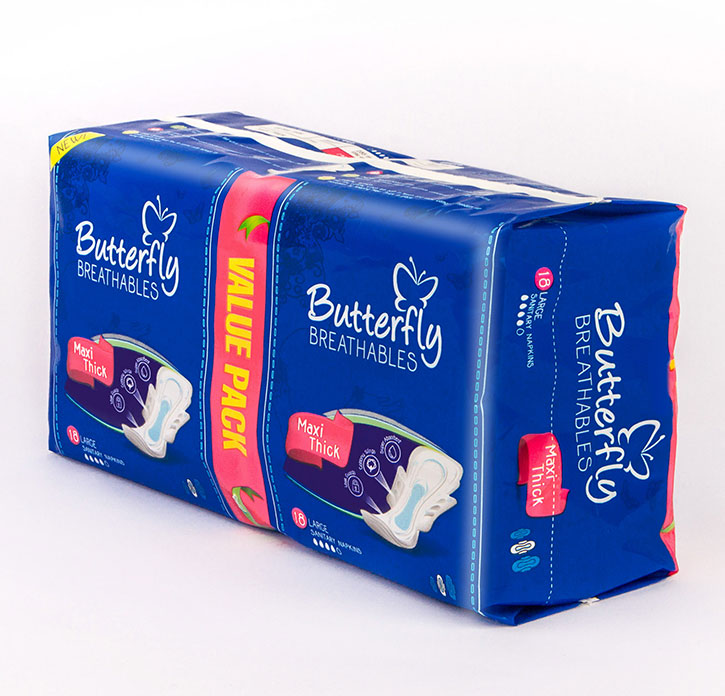 NEW!
Butterfly
BREATHABLES
Maxi
Thick
18 LARGE
SANITARY NAPKINS
VALUE PACK
Butterfly
BREATHABLES
Maxi
Thick
18 LARGE
SANITARY NAPKINS
18 LARGE
SANITARY NAPKINS
Butterfly
BREATHABLES
Maxi
Thick